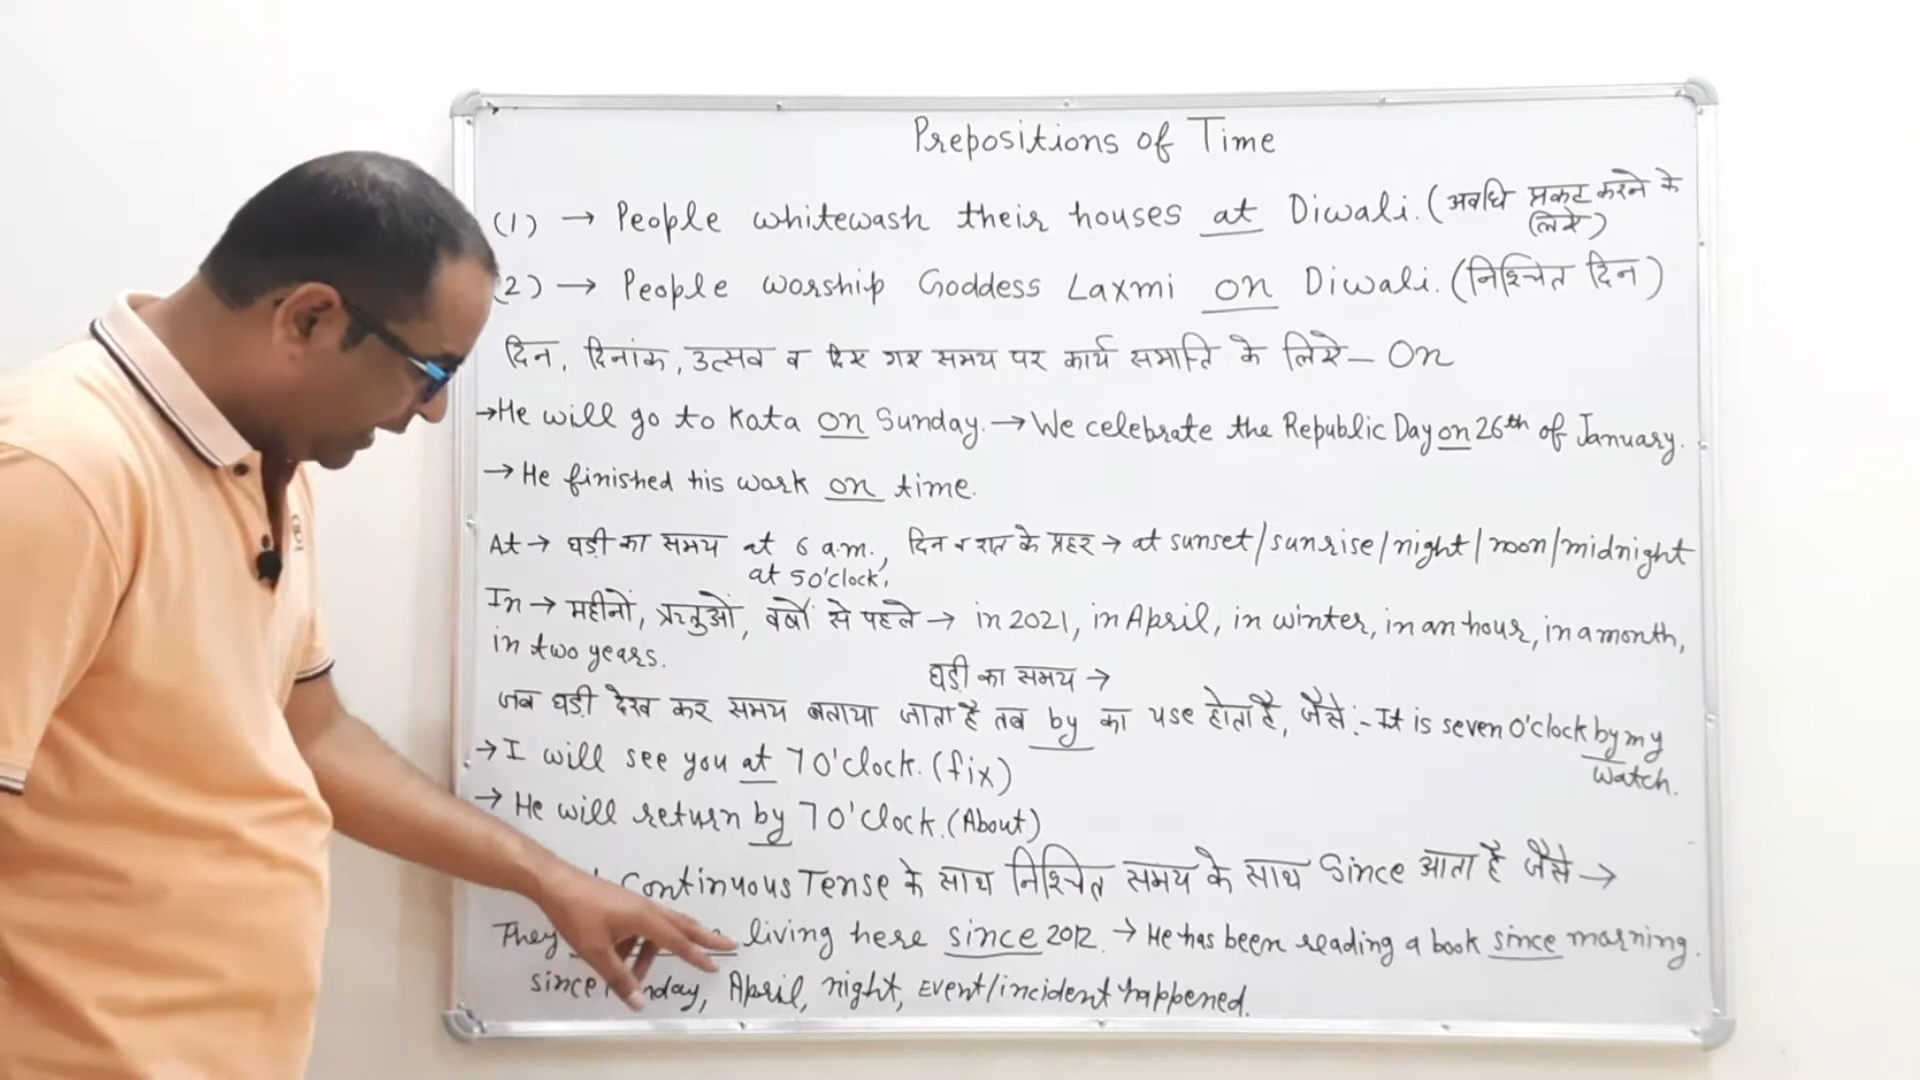 Prepositions of Time
(1) → People whitewash their houses at Diwali. (अवधि प्रकट करने के लिये)
(2) → People worship Goddess Laxmi on Diwali. (निश्चित दिन)
दिन, दिनांक, उत्सव व दिए गए समय पर कार्य समाप्ति के लिये – On
→ He will go to Kota on Sunday. → We celebrate the Republic Day on 26th of January.
→ He finished his work on time.
At → घड़ी का समय at 6 a.m., दिन व रात के प्रहर → at sunset/sunrise/night/noon/midnight
at 5 o'clock,
In → महीनों, ऋतुओं, वर्षों से पहले → in 2021, in April, in winter, in an hour, in a month,
in two years.
घड़ी का समय →
जब घड़ी देख कर समय बताया जाता है तब by का use होता है, जैसे :- It is seven o'clock by my
watch.
→ I will see you at 7 o'clock. (fix)
→ He will return by 7 o'clock. (About)
Continuous Tense के साथ निश्चित समय के साथ Since आता है जैसे →
They living here since 2012. → He has been reading a book since morning.
since April, night, Event/incident happened.